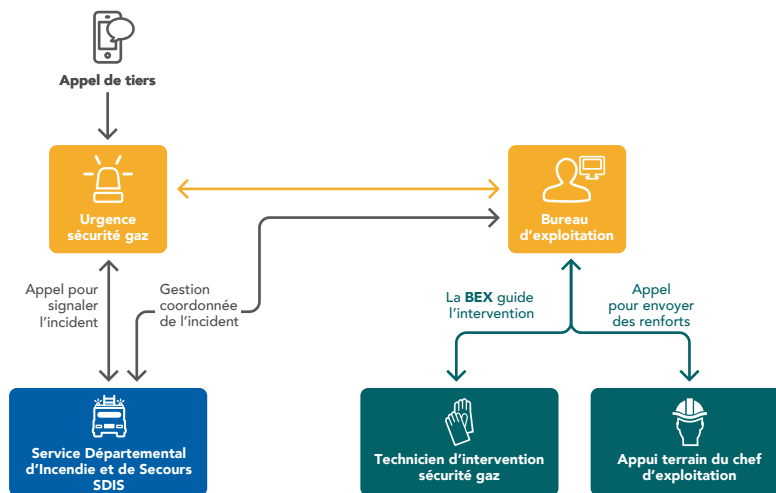 Appel de tiers
Urgence
sécurité gaz
Bureau
d'exploitation
Appel pour
signaler
l'incident
Gestion
coordonnée
de l'incident
La BEX guide
l'intervention
Appel
pour envoyer
des renforts
Service Départemental
d'Incendie et de Secours
SDIS
Technicien d'intervention
sécurité gaz
Appui terrain du chef
d'exploitation